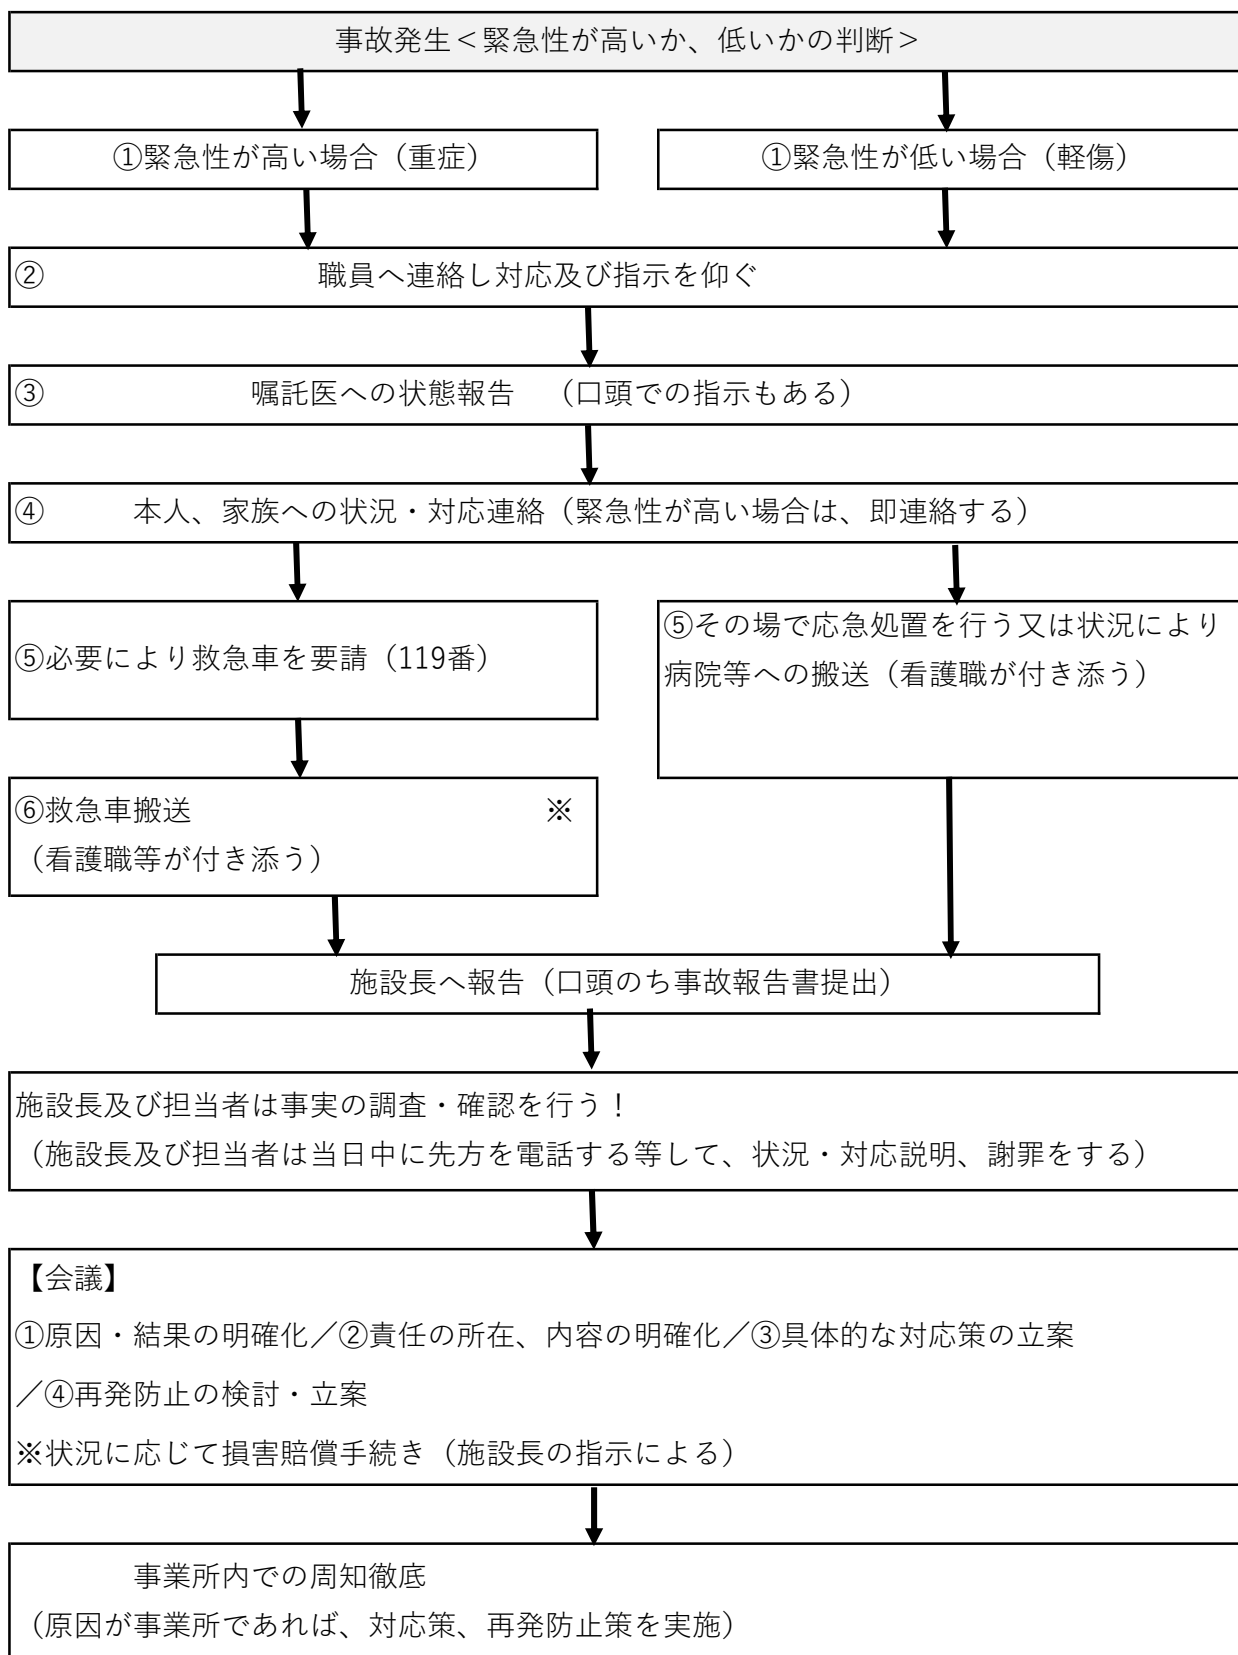 事故発生＜緊急性が高いか、低いかの判断＞
①緊急性が高い場合（重症）
①緊急性が低い場合（軽傷）
② 職員へ連絡し対応及び指示を仰ぐ
③ 嘱託医への状態報告 （口頭での指示もある）
④ 本人、家族への状況・対応連絡（緊急性が高い場合は、即連絡する）
⑤必要により救急車を要請（119番）
⑤その場で応急処置を行う又は状況により
病院等への搬送（看護職が付き添う）
⑥救急車搬送 ※
（看護職等が付き添う）
施設長へ報告（口頭のち事故報告書提出）
施設長及び担当者は事実の調査・確認を行う！
（施設長及び担当者は当日中に先方を電話する等して、状況・対応説明、謝罪をする）
【会議】
①原因・結果の明確化／②責任の所在、内容の明確化／③具体的な対応策の立案
／④再発防止の検討・立案
※状況に応じて損害賠償手続き（施設長の指示による）
事業所内での周知徹底
（原因が事業所であれば、対応策、再発防止策を実施）